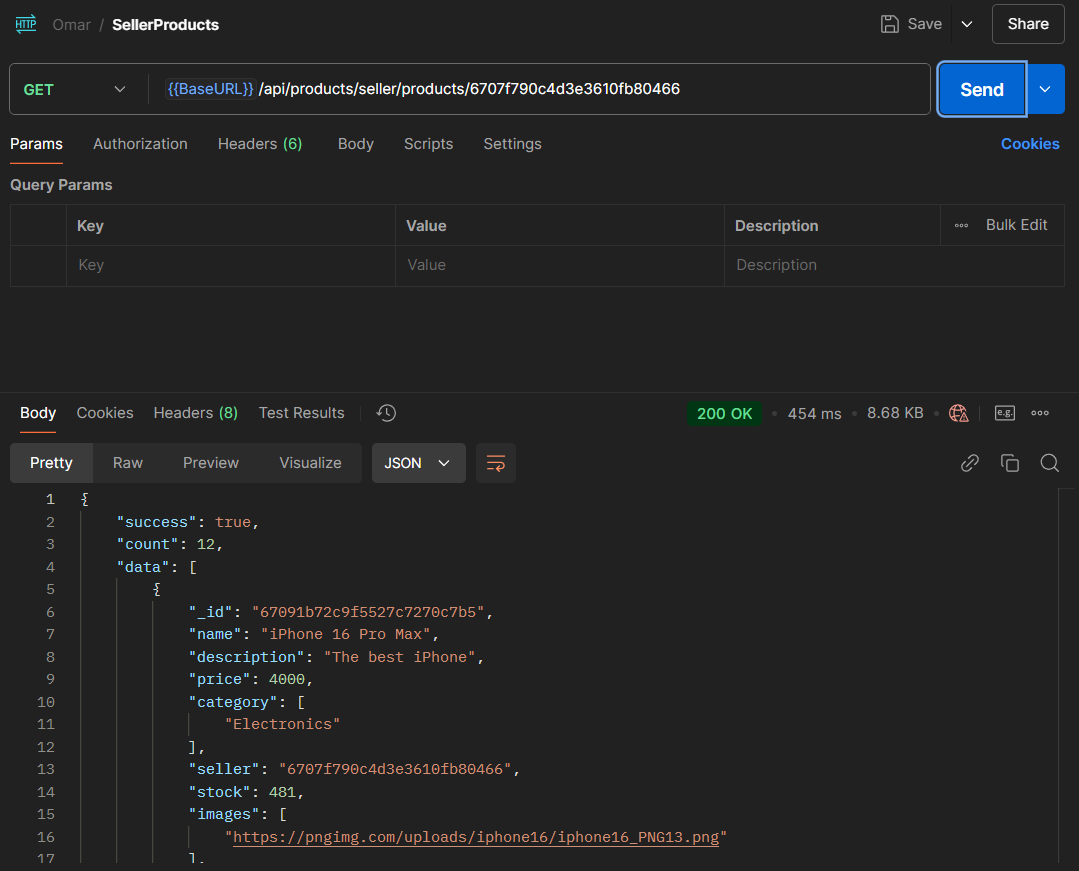 HTTP Omar / SellerProducts Save Share
GET {{BaseURL}} /api/products/seller/products/6707f790c4d3e3610fb80466 Send
Params Authorization Headers (6) Body Scripts Settings Cookies
Query Params
Key Value Description Bulk Edit
Key Value Description
Body Cookies Headers (8) Test Results 200 OK 454 ms 8.68 KB e.g.
Pretty Raw Preview Visualize JSON
1 {
2 "success": true,
3 "count": 12,
4 "data": [
5 {
6 "_id": "67091b72c9f5527c7270c7b5",
7 "name": "iPhone 16 Pro Max",
8 "description": "The best iPhone",
9 "price": 4000,
10 "category": [
11 "Electronics"
12 ],
13 "seller": "6707f790c4d3e3610fb80466",
14 "stock": 481,
15 "images": [
16 "https://pngimg.com/uploads/iphone16/iphone16_PNG13.png"
17 ],